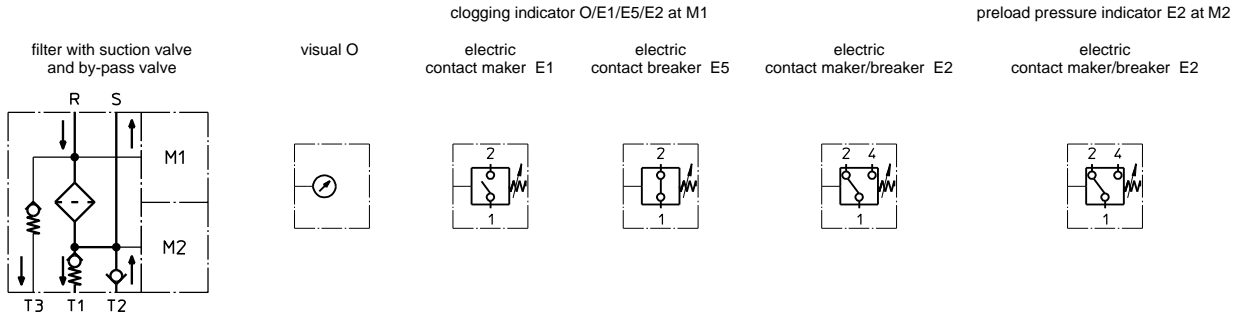 clogging indicator O/E1/E5/E2 at M1
preload pressure indicator E2 at M2
filter with suction valve
and by-pass valve
visual O
electric
contact maker E1
electric
contact breaker E5
electric
contact maker/breaker E2
electric
contact maker/breaker E2
R S
M1
M2
T3 T1 T2
2
1
2
1
2 4
1
2 4
1